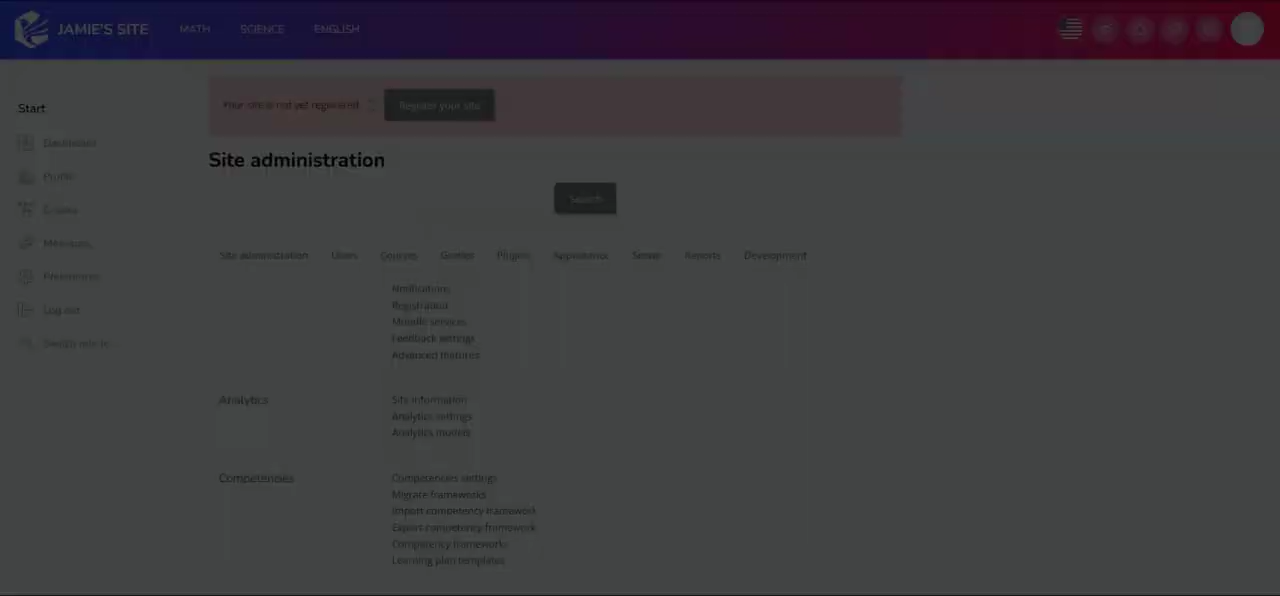 JAMIE'S SITE
MATH
SCIENCE
ENGLISH
Start
Your site is not yet registered.
Register your site
Dashboard
Site administration
Profile
Search
Grades
Messages
Site administration Users Courses Grades Plugins Appearance Server Reports Development
Preferences
Notifications
Registration
Log out
Moodle services
Feedback settings
Advanced features
Analytics
Site information
Analytics settings
Analytics models
Competencies
Competencies settings
Migrate frameworks
Import competency framework
Export competency framework
Competency frameworks
Learning plan templates